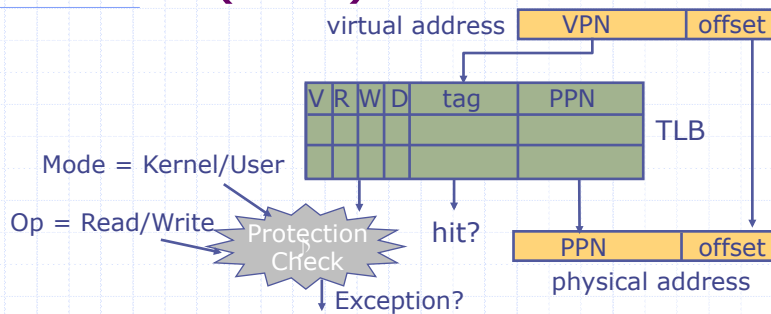 virtual address VPN offset
V R W D tag PPN
TLB
Mode = Kernel/User
Op = Read/Write
Protection
Check
hit?
PPN offset
physical address
Exception?